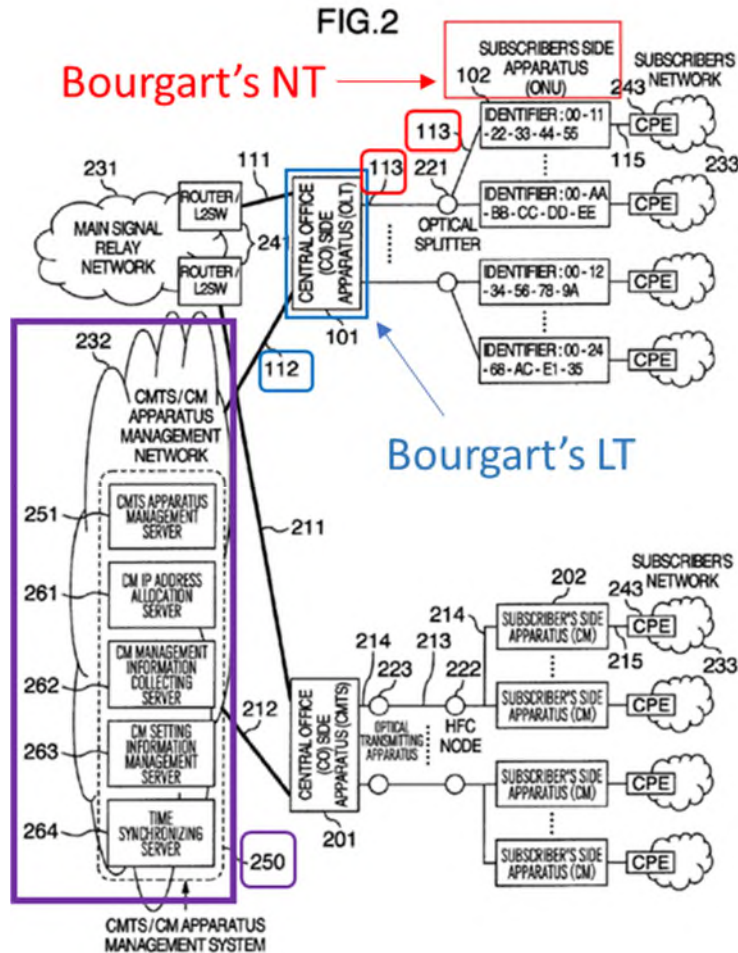 FIG.2
Bourgart's NT
SUBSCRIBER'S SIDE
APPARATUS
(ONU)
SUBSCRIBER'S
NETWORK
102
243
113
IDENTIFIER : 00 - 11
- 22 - 33 - 44 - 55
CPE
115
233
231
111
113
221
ROUTER /
L2SW
MAIN SIGNAL
RELAY
NETWORK
241
ROUTER /
L2SW
CENTRAL OFFICE
(CO) SIDE
APPARATUS (OLT)
101
OPTICAL
SPLITTER
IDENTIFIER : 00 - AA
- BB - CC - DD - EE
CPE
IDENTIFIER : 00 - 12
- 34 - 56 - 78 - 9A
CPE
IDENTIFIER : 00 - 24
- 68 - AC - E1 - 35
CPE
232
112
CMTS/CM
APPARATUS
MANAGEMENT
NETWORK
Bourgart's LT
251
CMTS APPARATUS
MANAGEMENT
SERVER
211
261
CM IP ADDRESS
ALLOCATION
SERVER
262
CM MANAGEMENT
INFORMATION
COLLECTING
SERVER
212
263
CM SETTING
INFORMATION
MANAGEMENT
SERVER
264
TIME
SYNCHRONIZING
SERVER
250
CMTS/CM APPARATUS
MANAGEMENT SYSTEM
CENTRAL OFFICE
(CO) SIDE
APPARATUS (CMTS)
201
214
223
213
222
214
OPTICAL
TRANSMITTING
APPARATUS
HFC
NODE
202
SUBSCRIBER'S
NETWORK
243
SUBSCRIBER'S SIDE
APPARATUS (CM)
CPE
215
233
SUBSCRIBER'S SIDE
APPARATUS (CM)
CPE
SUBSCRIBER'S SIDE
APPARATUS (CM)
CPE
SUBSCRIBER'S SIDE
APPARATUS (CM)
CPE